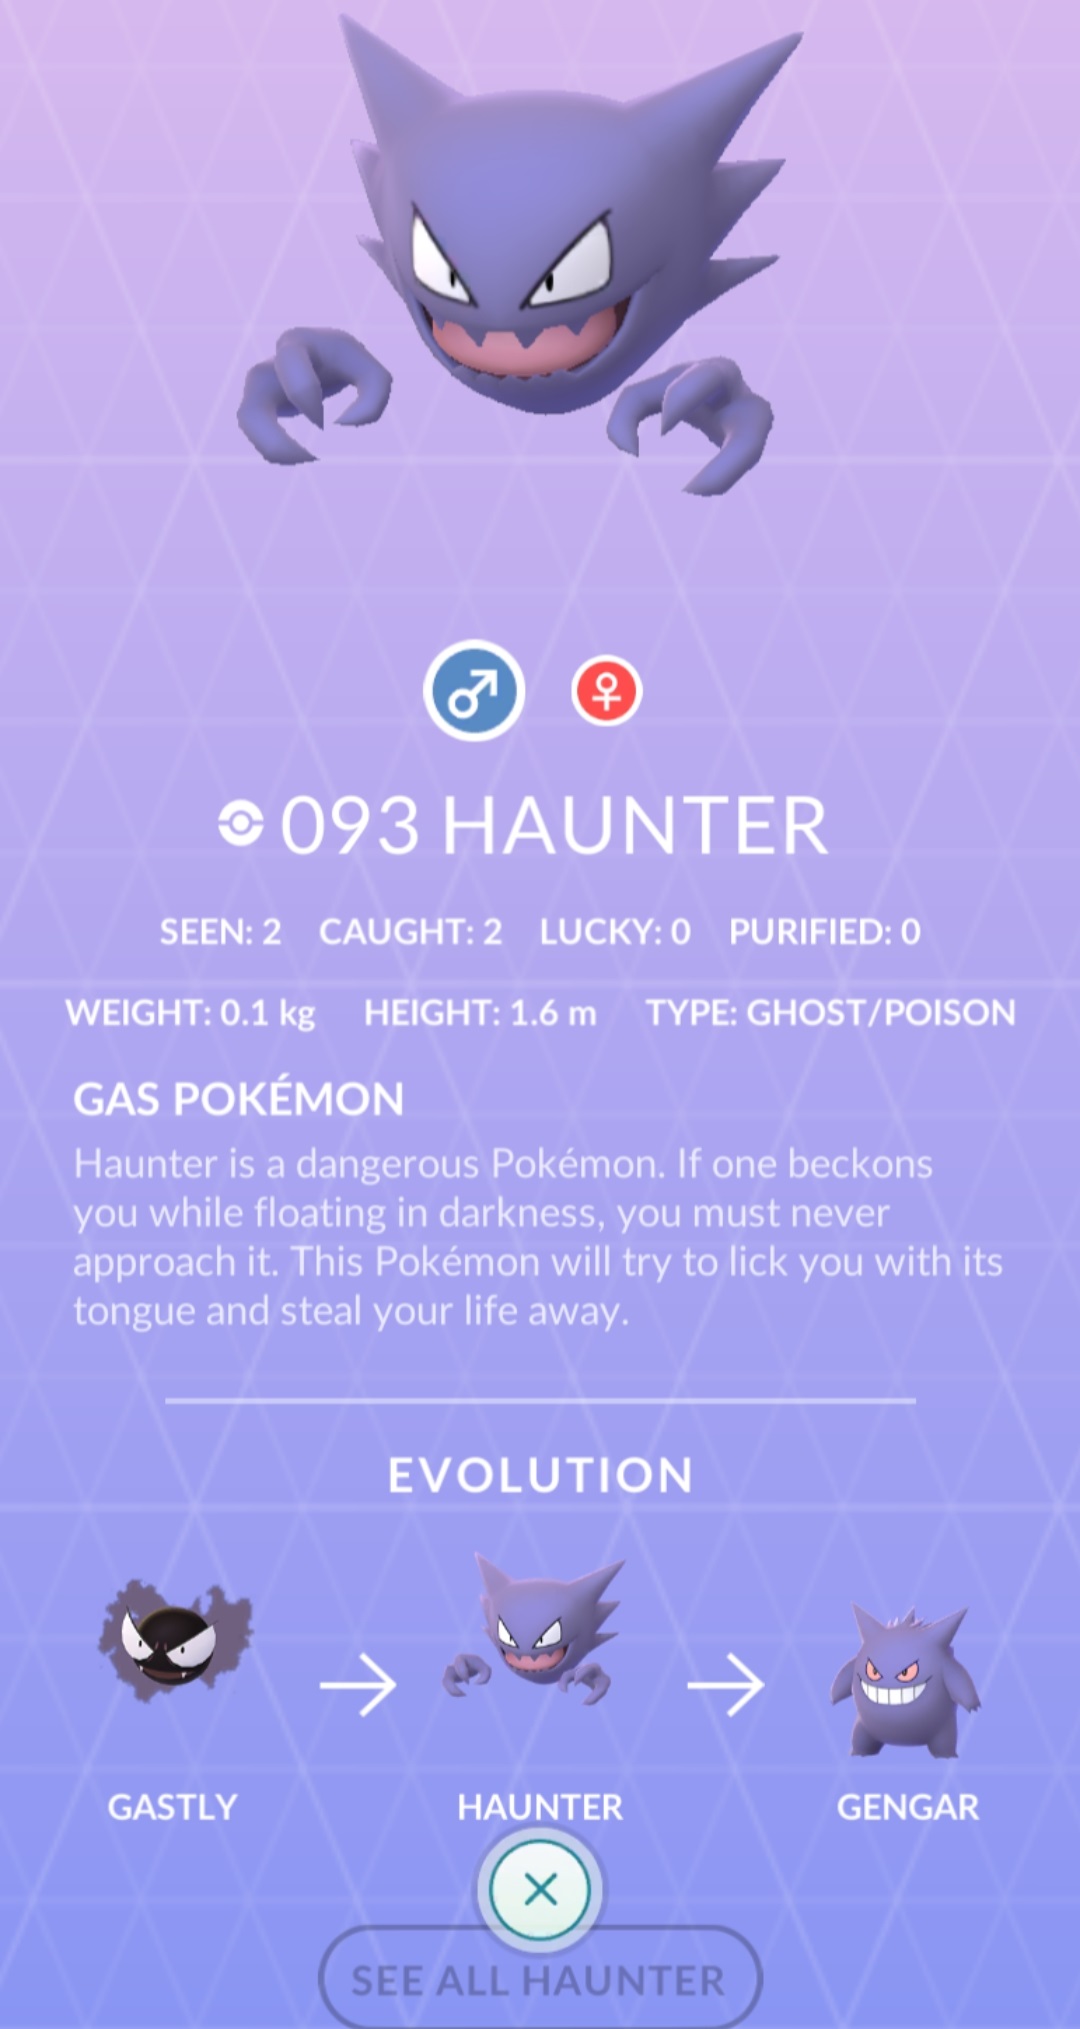 093 HAUNTER
SEEN: 2 CAUGHT: 2 LUCKY: 0 PURIFIED: 0
WEIGHT: 0.1 kg HEIGHT: 1.6 m TYPE: GHOST/POISON
GAS POKÉMON
Haunter is a dangerous Pokémon. If one beckons
you while floating in darkness, you must never
approach it. This Pokémon will try to lick you with its
tongue and steal your life away.
EVOLUTION
GASTLY HAUNTER GENGAR
SEE ALL HAUNTER